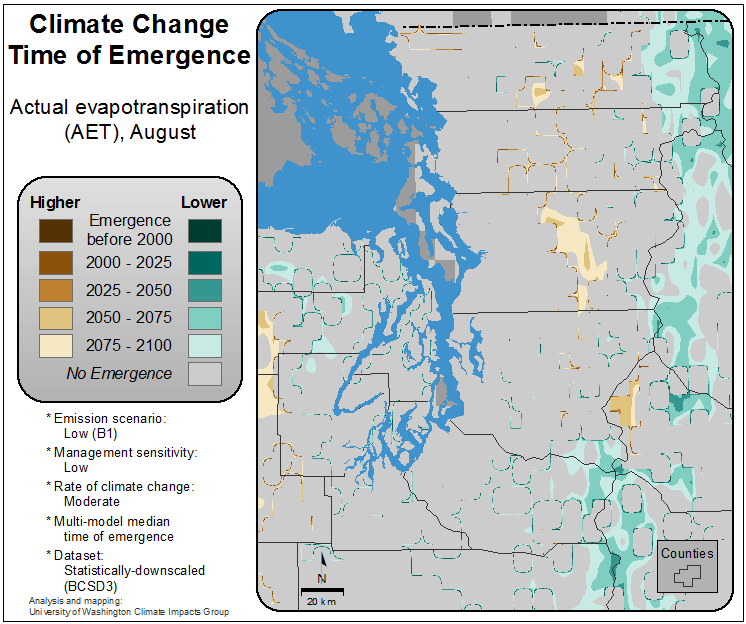 Climate Change
Time of Emergence
Actual evapotranspiration
(AET), August
Higher
Lower
Emergence
before 2000
2000 - 2025
2025 - 2050
2050 - 2075
2075 - 2100
No Emergence
* Emission scenario:
Low (B1)
* Management sensitivity:
Low
* Rate of climate change:
Moderate
* Multi-model median
time of emergence
* Dataset:
Statistically-downscaled
(BCSD3)
Analysis and mapping:
University of Washington Climate Impacts Group
N
20 km
Counties